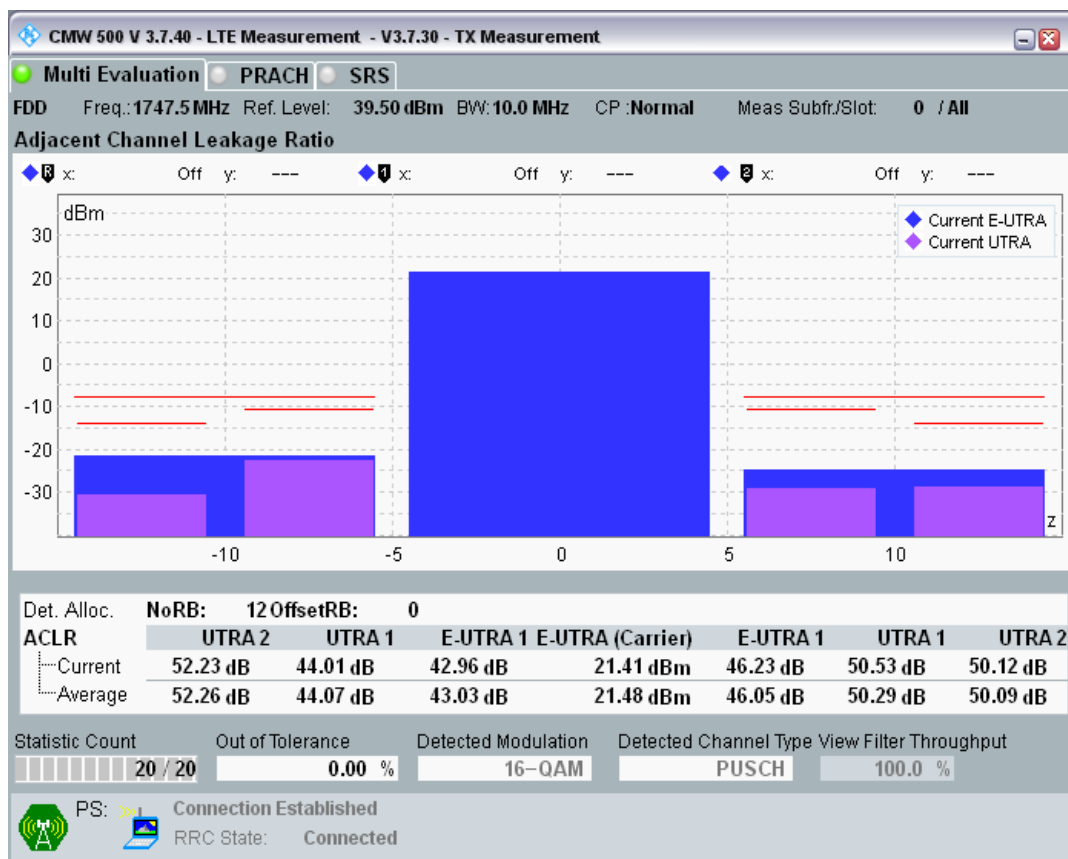 CMW 500 V 3.7.40 - LTE Measurement - V3.7.30 - TX Measurement
Multi Evaluation PRACH SRS
FDD Freq.: 1747.5 MHz Ref. Level: 39.50 dBm BW: 10.0 MHz CP :Normal Meas Subfr./Slot: 0 / All
Adjacent Channel Leakage Ratio
R x: Off y: --- 1 x: Off y: --- 2 x: Off y: ---
dBm
Current E-UTRA
Current UTRA
30
20
10
0
-10
-20
-30
z
-10 -5 0 5 10
Det. Alloc. NoRB: 12 OffsetRB: 0
ACLR UTRA 2 UTRA 1 E-UTRA 1 E-UTRA (Carrier) E-UTRA 1 UTRA 1 UTRA 2
Current 52.23 dB 44.01 dB 42.96 dB 21.41 dBm 46.23 dB 50.53 dB 50.12 dB
Average 52.26 dB 44.07 dB 43.03 dB 21.48 dBm 46.05 dB 50.29 dB 50.09 dB
Statistic Count Out of Tolerance Detected Modulation Detected Channel Type View Filter Throughput
20 / 20 0.00 % 16-QAM PUSCH 100.0 %
PS: Connection Established
RRC State: Connected